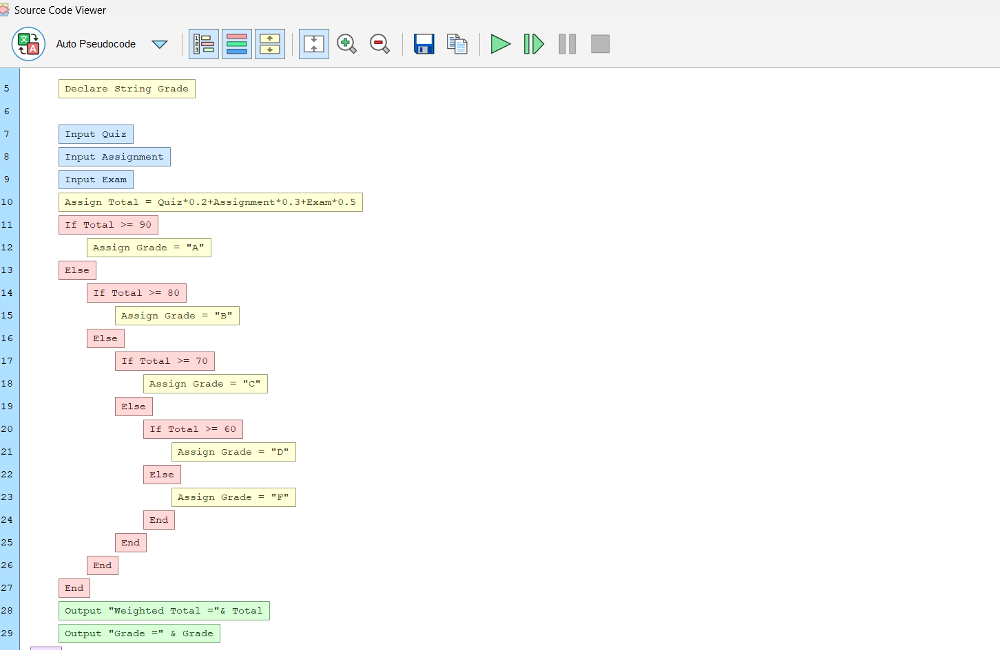 Source Code Viewer
Auto Pseudocode
5 Declare String Grade
6
7 Input Quiz
8 Input Assignment
9 Input Exam
10 Assign Total = Quiz*0.2+Assignment*0.3+Exam*0.5
11 If Total >= 90
12 Assign Grade = "A"
13 Else
14 If Total >= 80
15 Assign Grade = "B"
16 Else
17 If Total >= 70
18 Assign Grade = "C"
19 Else
20 If Total >= 60
21 Assign Grade = "D"
22 Else
23 Assign Grade = "F"
24 End
25 End
26 End
27 End
28 Output "Weighted Total ="& Total
29 Output "Grade =" & Grade